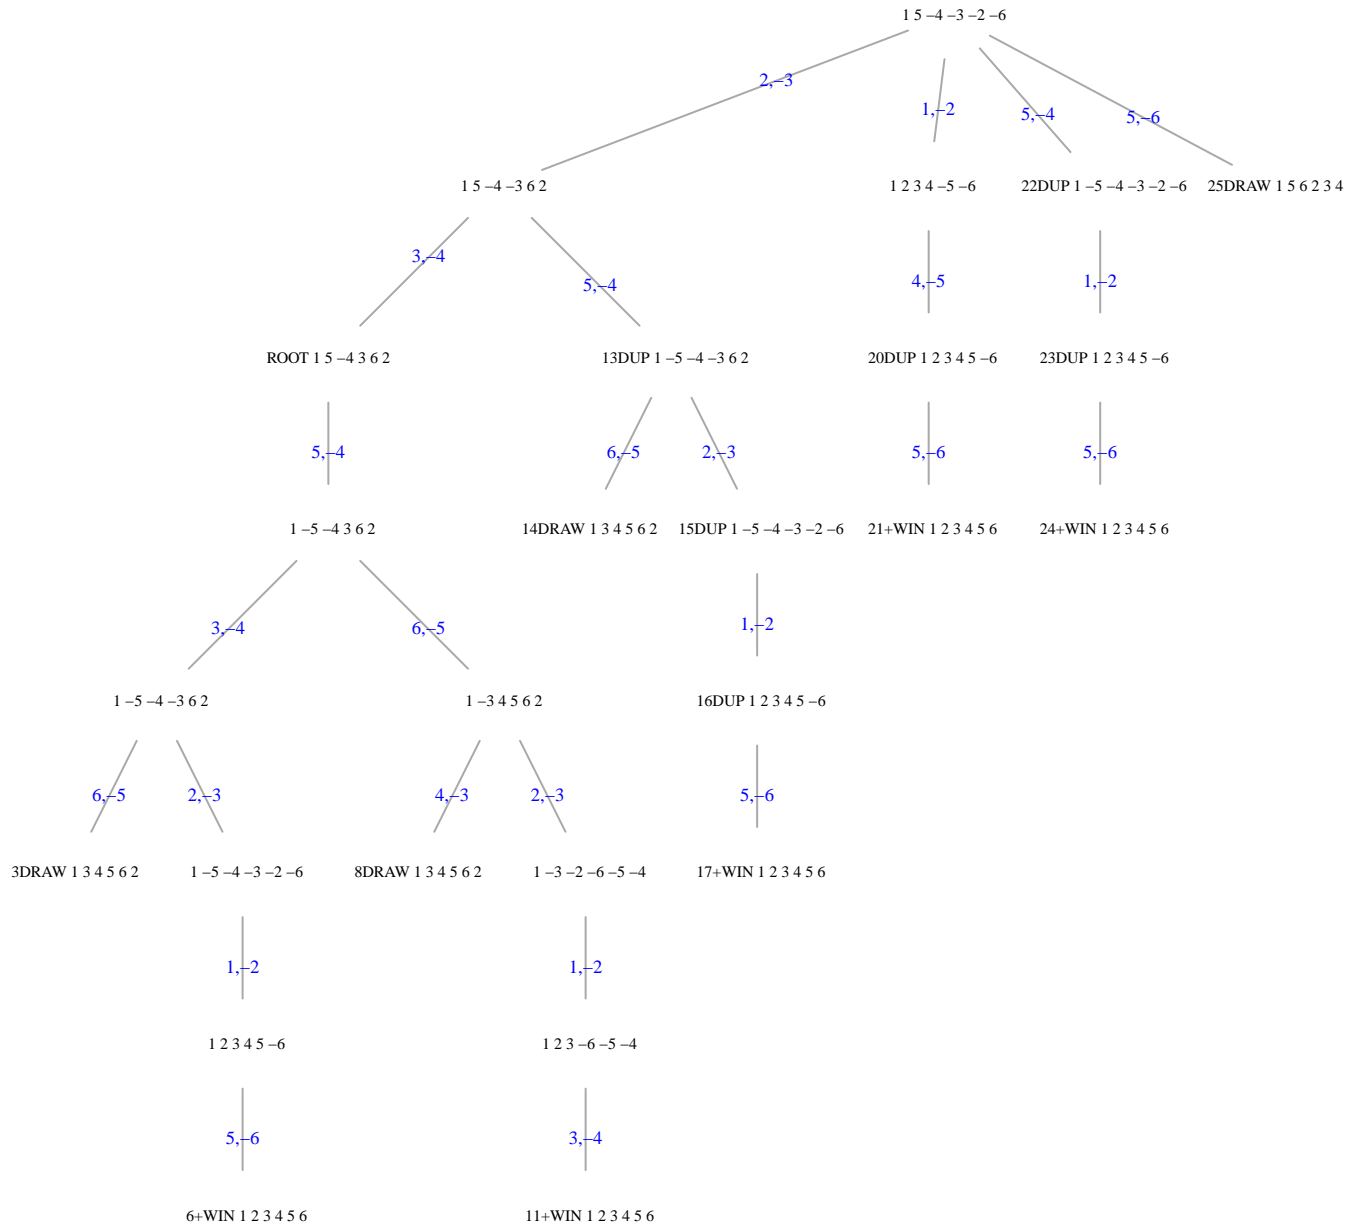 1 5 –4 –3 –2 –6
2,–3
1,–2
5,–4
5,–6
1 5 –4 –3 6 2
1 2 3 4 –5 –6
22DUP 1 –5 –4 –3 –2 –6
25DRAW 1 5 6 2 3 4
3,–4
5,–4
4,–5
1,–2
ROOT 1 5 –4 3 6 2
13DUP 1 –5 –4 –3 6 2
20DUP 1 2 3 4 5 –6
23DUP 1 2 3 4 5 –6
5,–4
6,–5
2,–3
5,–6
5,–6
1 –5 –4 3 6 2
14DRAW 1 3 4 5 6 2
15DUP 1 –5 –4 –3 –2 –6
21+WIN 1 2 3 4 5 6
24+WIN 1 2 3 4 5 6
3,–4
6,–5
1,–2
1 –5 –4 –3 6 2
1 –3 4 5 6 2
16DUP 1 2 3 4 5 –6
6,–5
2,–3
4,–3
2,–3
5,–6
3DRAW 1 3 4 5 6 2
1 –5 –4 –3 –2 –6
8DRAW 1 3 4 5 6 2
1 –3 –2 –6 –5 –4
17+WIN 1 2 3 4 5 6
1,–2
1,–2
1 2 3 4 5 –6
1 2 3 –6 –5 –4
5,–6
3,–4
6+WIN 1 2 3 4 5 6
11+WIN 1 2 3 4 5 6